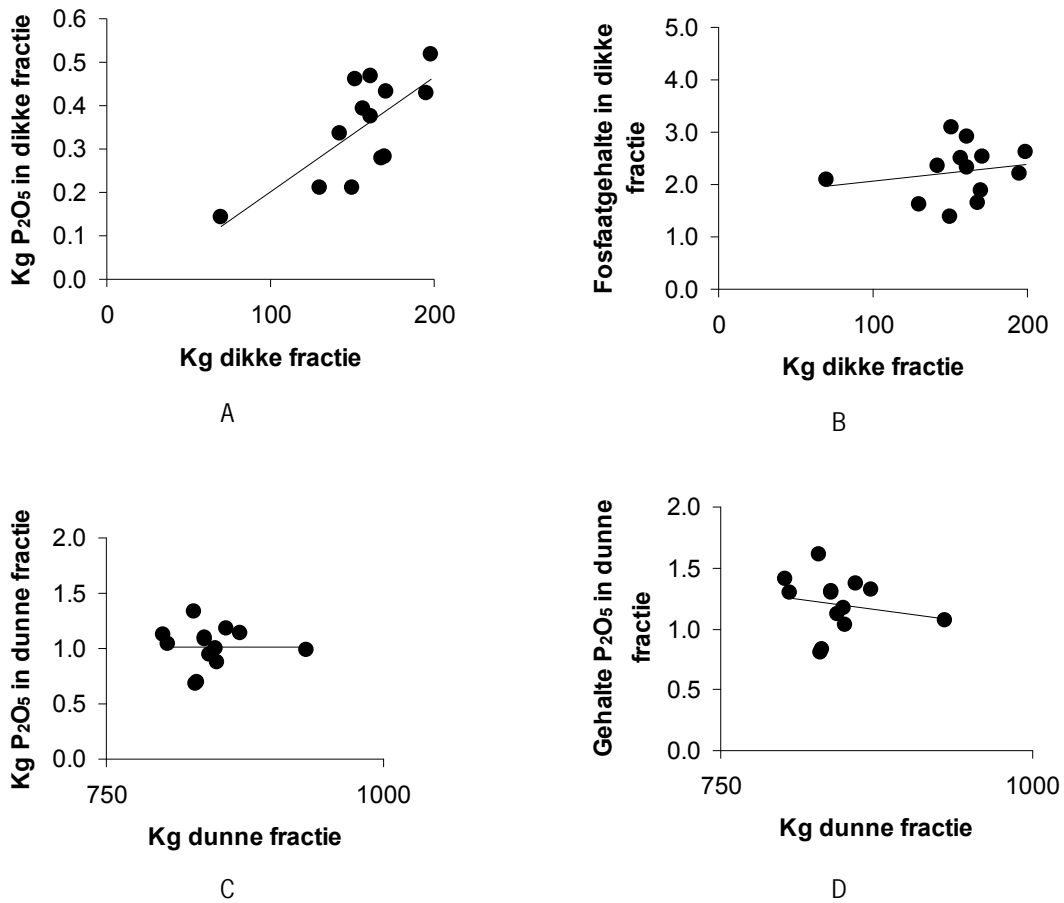 Kg P₂O₅ in dikke fractie
0.6
0.5
0.4
0.3
0.2
0.1
0.0
0
100
200
Kg dikke fractie
A
Fosfaatgehalte in dikke
fractie
5.0
4.0
3.0
2.0
1.0
0.0
0
100
200
Kg dikke fractie
B
Kg P₂O₅ in dunne fractie
2.0
1.5
1.0
0.5
0.0
750
1000
Kg dunne fractie
C
Gehalte P₂O₅ in dunne
fractie
2.0
1.5
1.0
0.5
0.0
750
1000
Kg dunne fractie
D